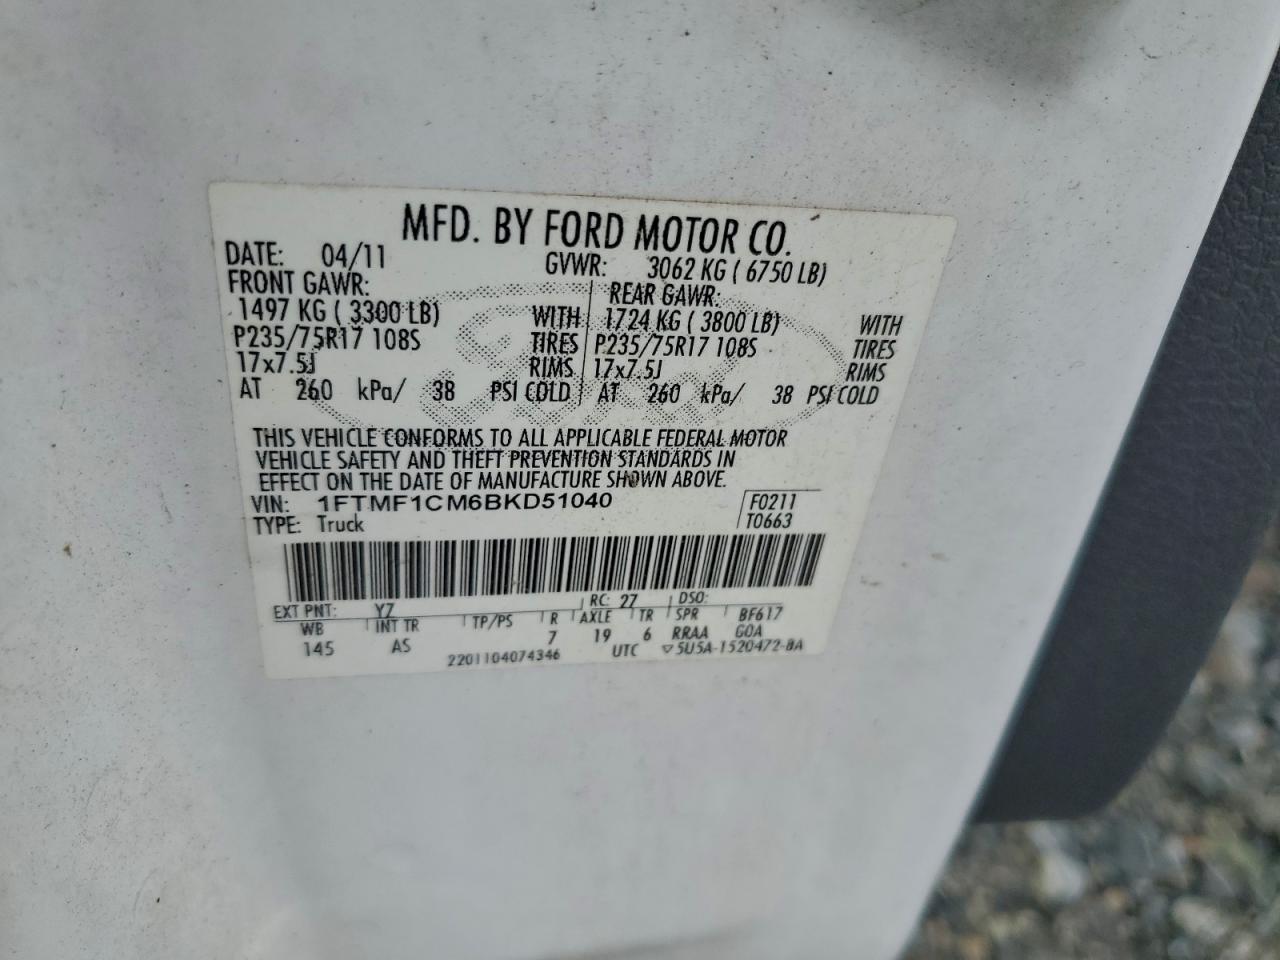 MFD. BY FORD MOTOR CO.
DATE: 04/11 GVWR: 3062 KG ( 6750 LB)
FRONT GAWR: REAR GAWR:
1497 KG ( 3300 LB) WITH 1724 KG ( 3800 LB) WITH
P235/75R17 108S TIRES P235/75R17 108S TIRES
17x7.5J RIMS 17x7.5J RIMS
AT 260 kPa/ 38 PSI COLD AT 260 kPa/ 38 PSI COLD
THIS VEHICLE CONFORMS TO ALL APPLICABLE FEDERAL MOTOR
VEHICLE SAFETY AND THEFT PREVENTION STANDARDS IN
EFFECT ON THE DATE OF MANUFACTURE SHOWN ABOVE.
VIN: 1FTMF1CM6BKD51040 F0211
TYPE: Truck T0663
EXT PNT: YZ RC: 27 DSO:
WB INT TR TP/PS R AXLE TR SPR BF617
145 AS 7 19 6 RRAA GOA
2201104074346 UTC ▽5U5A-1520472-BA